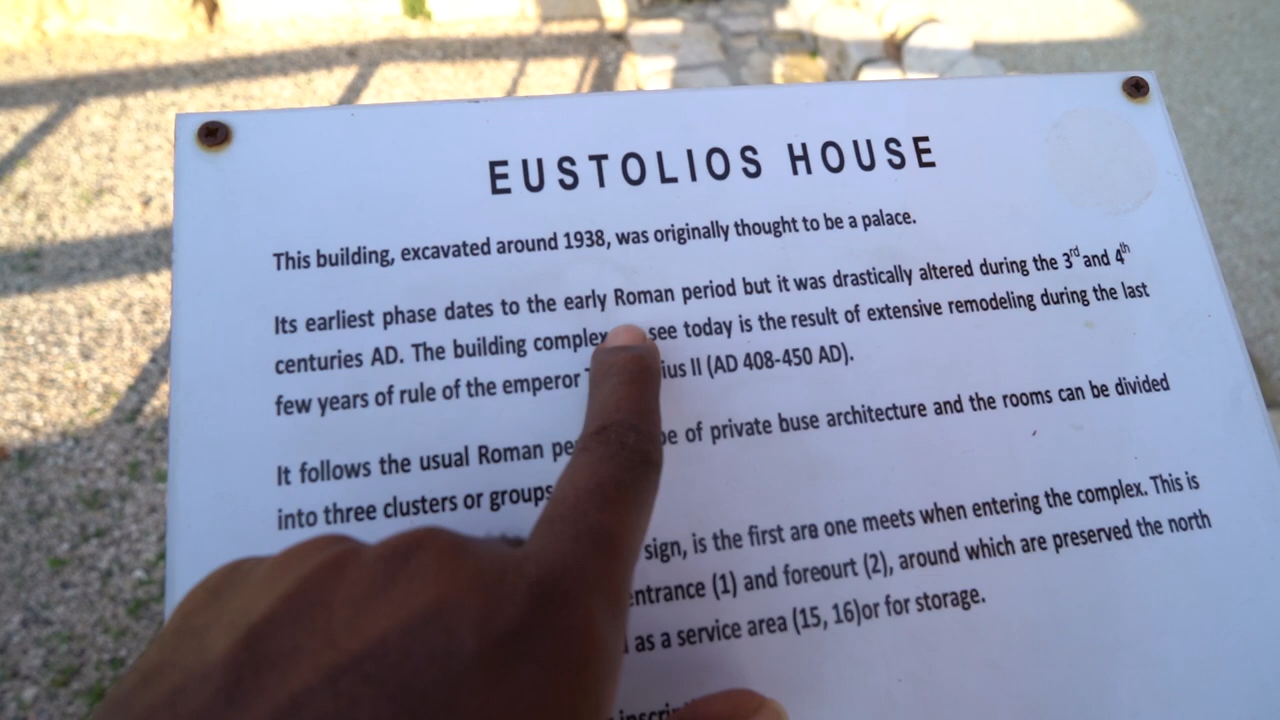 EUSTOLIOS HOUSE
This building, excavated around 1938, was originally thought to be a palace.
Its earliest phase dates to the early Roman period but it was drastically altered during the 3rd and 4th
centuries AD. The building complex see today is the result of extensive remodeling during the last
few years of rule of the emperor II (AD 408-450 AD).
It follows the usual Roman of private buse architecture and the rooms can be divided
into three clusters or groups
sign, is the first are one meets when entering the complex. This is
entrance (1) and foreourt (2), around which are preserved the north
as a service area (15, 16)or for storage.